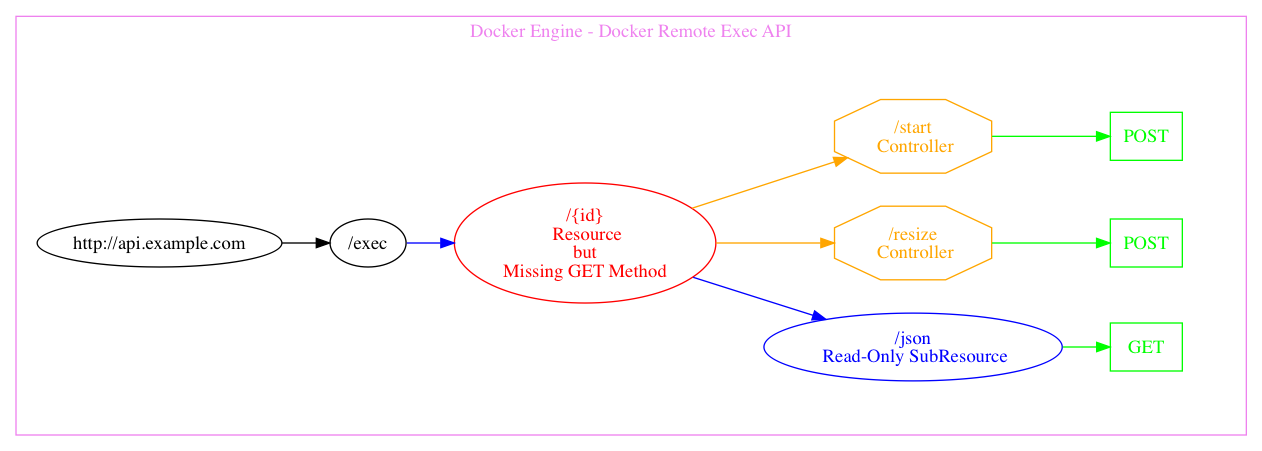 Docker Engine - Docker Remote Exec API
http://api.example.com
/exec
/{id}
Resource
but
Missing GET Method
/start
Controller
POST
/resize
Controller
POST
/json
Read-Only SubResource
GET